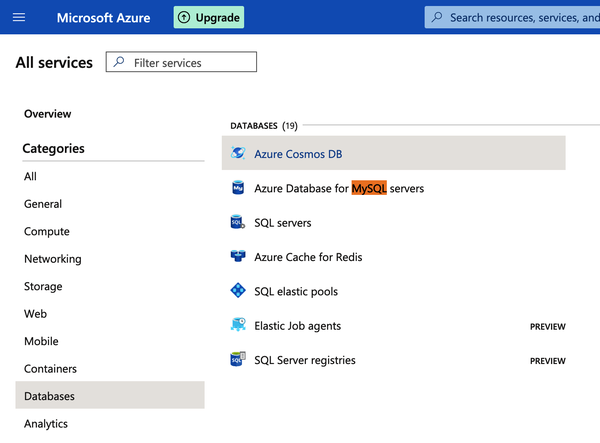 Microsoft Azure
Upgrade
Search resources, services, and
All services
Filter services
Overview
Categories
All
General
Compute
Networking
Storage
Web
Mobile
Containers
Databases
Analytics
DATABASES (19)
Azure Cosmos DB
Azure Database for MySQL servers
SQL servers
Azure Cache for Redis
SQL elastic pools
Elastic Job agents PREVIEW
SQL Server registries PREVIEW